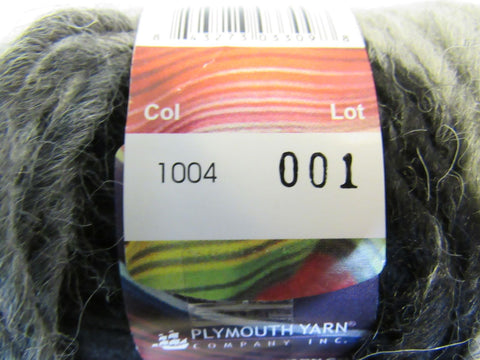 Col Lot
1004 001
PLYMOUTH YARN®
COMPANY INC.